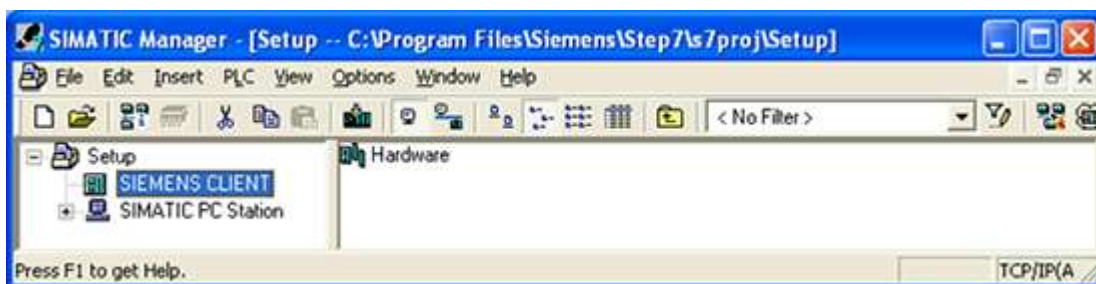 SIMATIC Manager - [Setup -- C:\Program Files\Siemens\Step7\s7proj\Setup]
File Edit Insert PLC View Options Window Help
< No Filter >
Setup
SIEMENS CLIENT
SIMATIC PC Station
Hardware
Press F1 to get Help.
TCP/IP(A